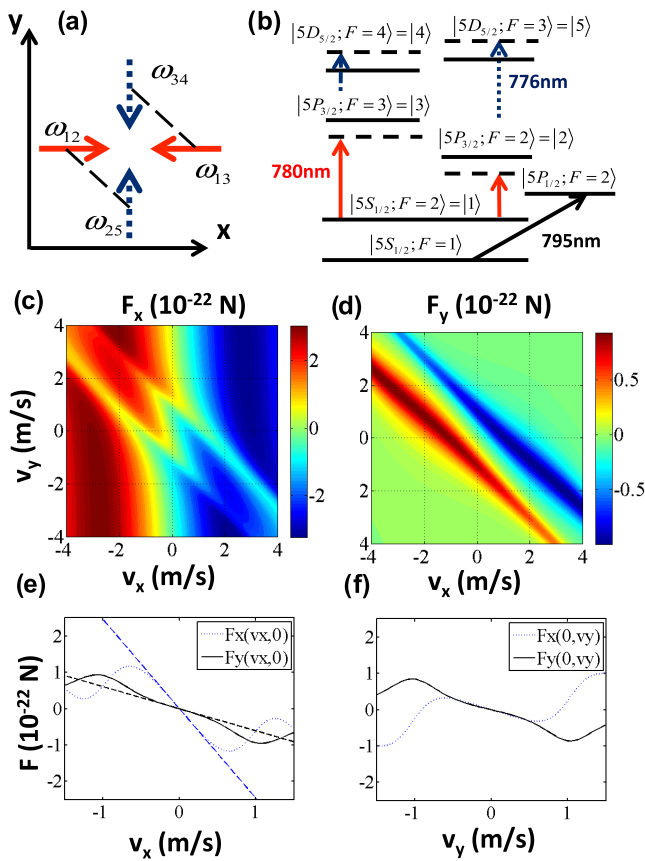 y (a)
ω34
ω12
ω13
ω25
x
(b)
|5D5/2; F = 4⟩ = |4⟩
|5D5/2; F = 3⟩ = |5⟩
776nm
|5P3/2; F = 3⟩ = |3⟩
|5P3/2; F = 2⟩ = |2⟩
780nm
|5P1/2; F = 2⟩
|5S1/2; F = 2⟩ = |1⟩
|5S1/2; F = 1⟩
795nm
(c) Fx (10-22 N)
4
2
0
-2
-4
vy (m/s)
-4 -2 0 2 4
vx (m/s)
2
0
-2
(d) Fy (10-22 N)
4
2
0
2
4
-4 -2 0 2 4
vx (m/s)
0.5
0
-0.5
(e)
Fx(vx,0)
Fy(vx,0)
2
1
0
-1
-2
F (10-22 N)
-1 0 1
vx (m/s)
(f)
Fx(0,vy)
Fy(0,vy)
2
1
0
-1
-2
-1 0 1
vy (m/s)